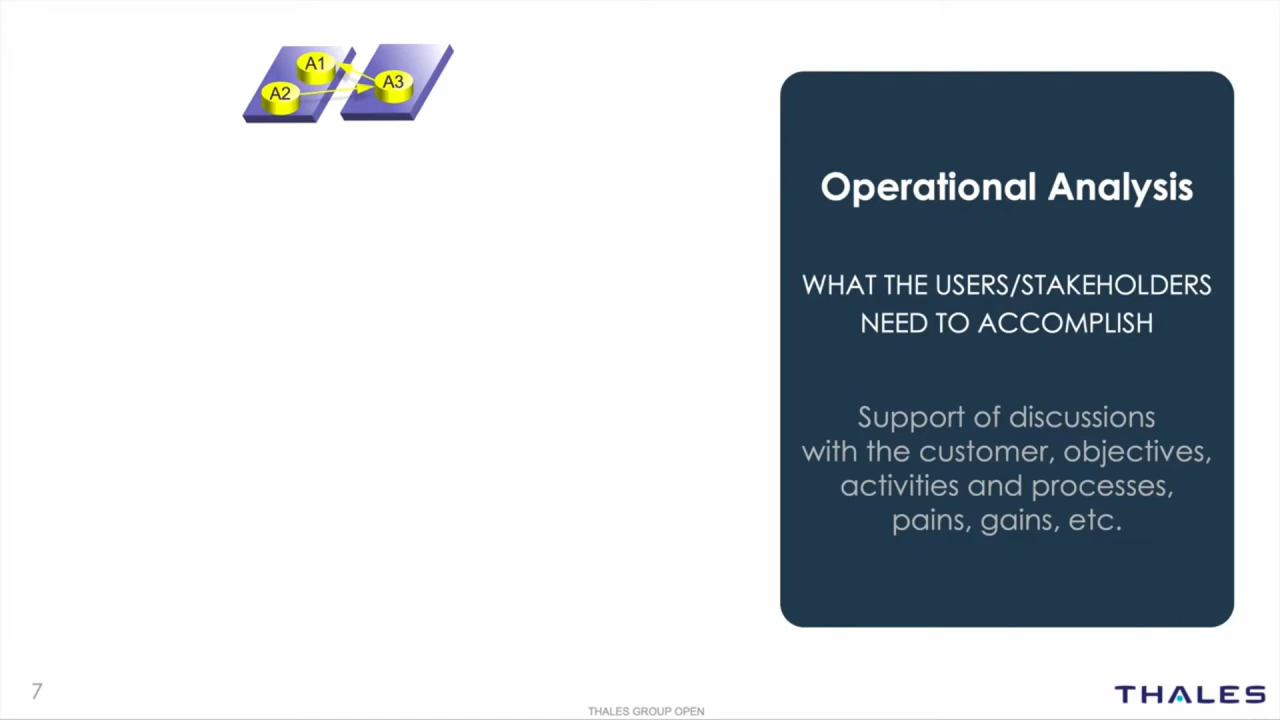 A1
A2
A3
Operational Analysis
WHAT THE USERS/STAKEHOLDERS
NEED TO ACCOMPLISH
Support of discussions
with the customer, objectives,
activities and processes,
pains, gains, etc.
7
THALES GROUP OPEN
THALES